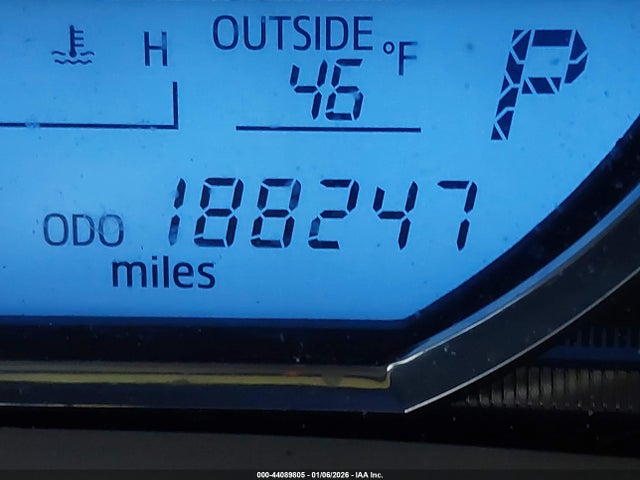 H OUTSIDE °F P
46
ODO 188247
miles
000-44089805 - 01/06/2026 - IAA Inc.